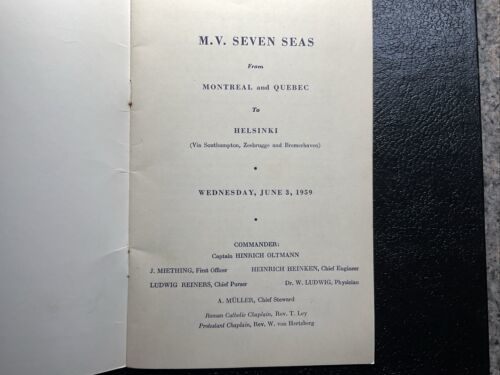 M.V. SEVEN SEAS
From
MONTREAL and QUEBEC
To
HELSINKI
(Via Southampton, Zeebrugge and Bremerhaven)
WEDNESDAY, JUNE 3, 1959
COMMANDER:
Captain HINRICH OLTMANN
J. MIETHING, First Officer HEINRICH HEINKEN, Chief Engineer
LUDWIG REINERS, Chief Purser Dr. W. LUDWIG, Physician
A. MÜLLER, Chief Steward
Roman Catholic Chaplain, Rev. T. Ley
Protestant Chaplain, Rev. W. von Hertzberg